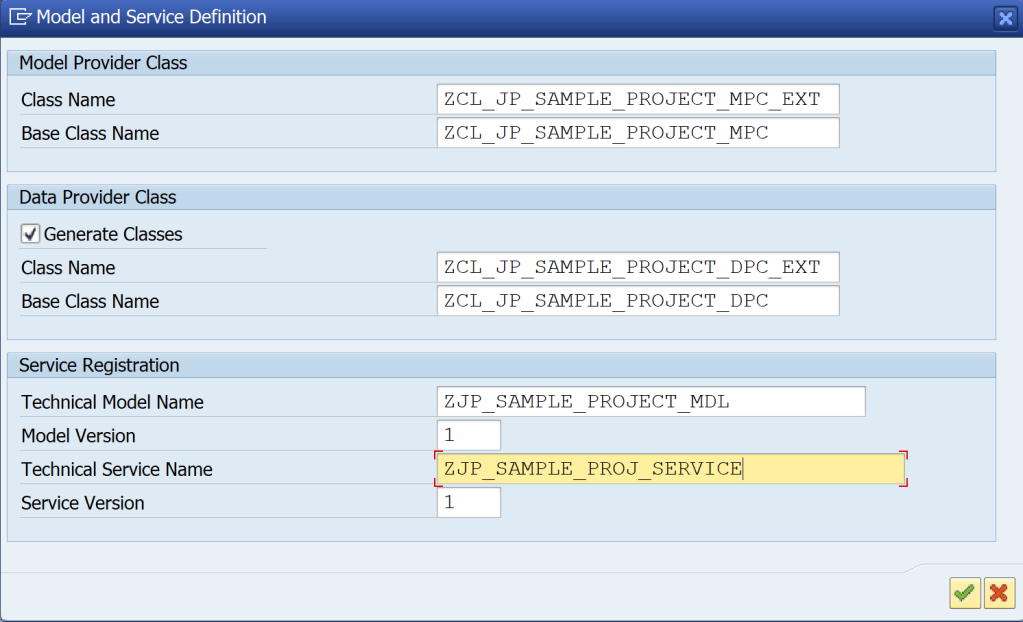 Model and Service Definition
Model Provider Class
Class Name ZCL_JP_SAMPLE_PROJECT_MPC_EXT
Base Class Name ZCL_JP_SAMPLE_PROJECT_MPC
Data Provider Class
Generate Classes
Class Name ZCL_JP_SAMPLE_PROJECT_DPC_EXT
Base Class Name ZCL_JP_SAMPLE_PROJECT_DPC
Service Registration
Technical Model Name ZJP_SAMPLE_PROJECT_MDL
Model Version 1
Technical Service Name ZJP_SAMPLE_PROJ_SERVICE
Service Version 1